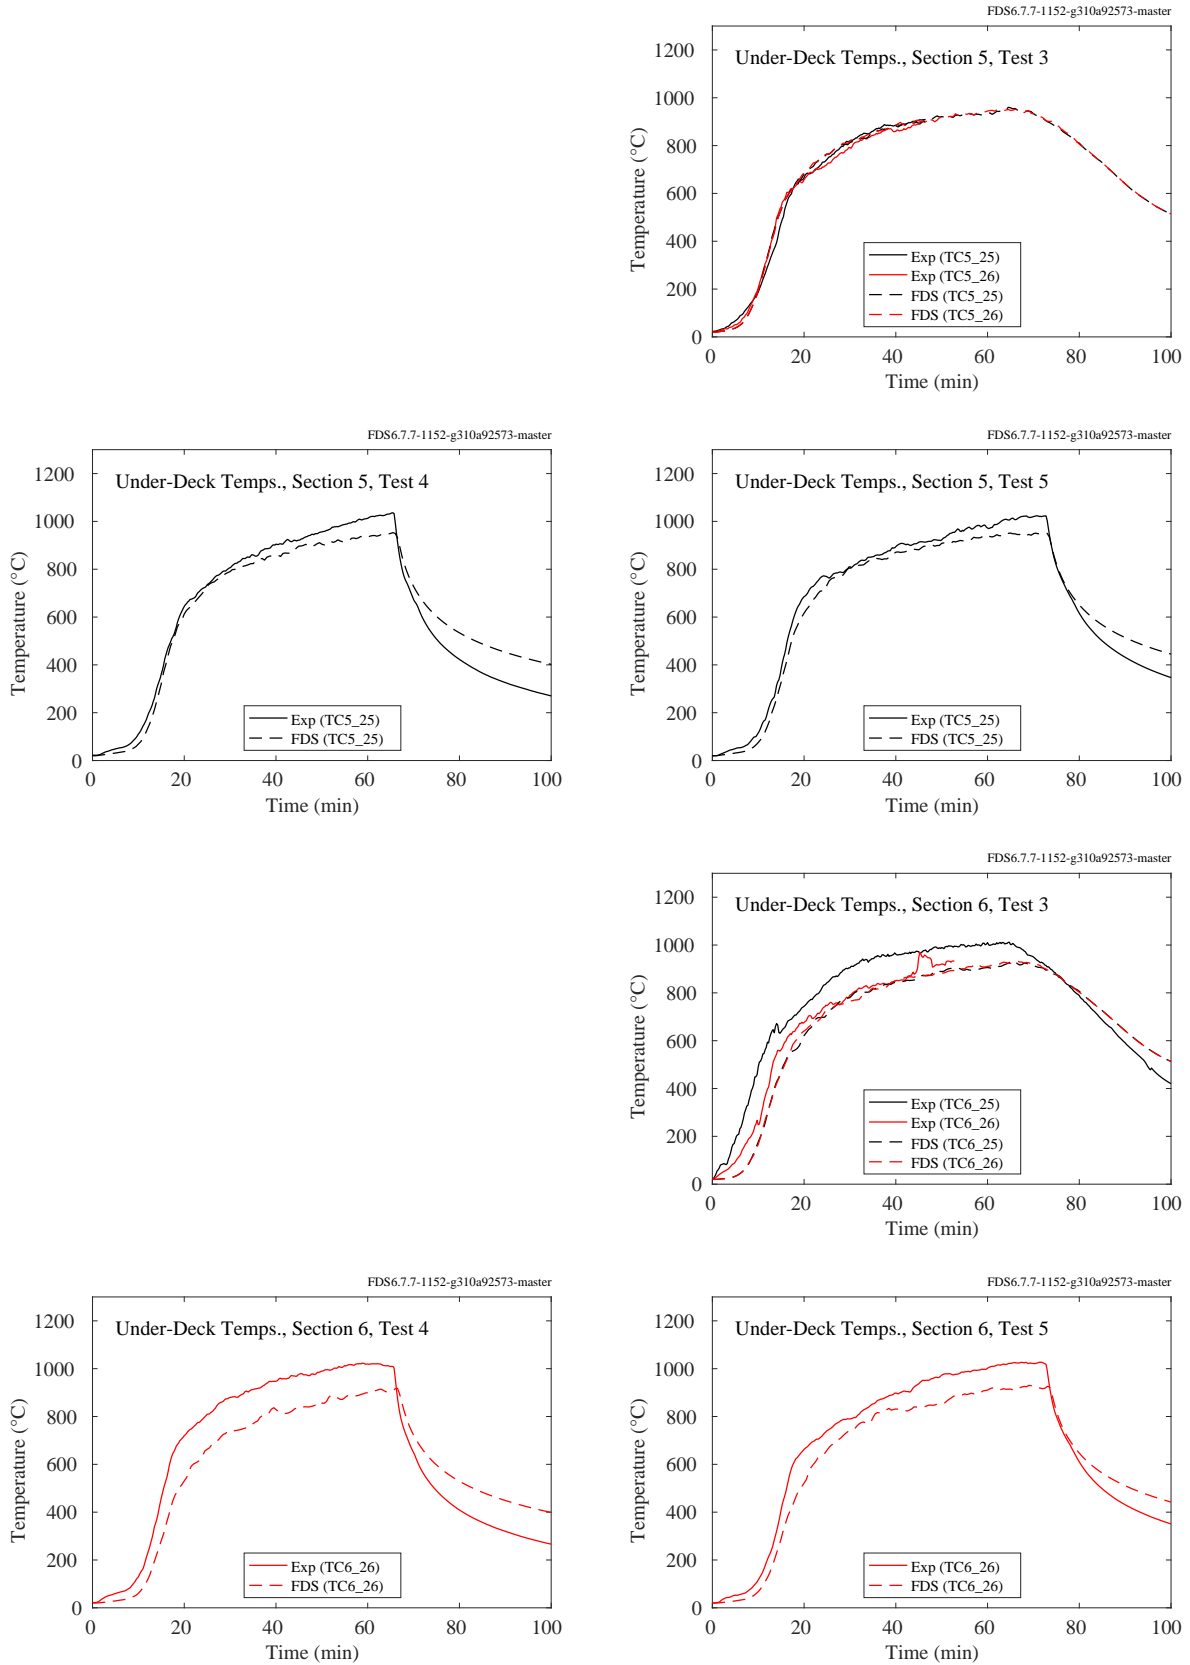 FDS6.7.7-1152-g310a92573-master
Under-Deck Temps., Section 5, Test 3
Temperature (°C)
1200
1000
800
600
400
200
0
Exp (TC5_25)
Exp (TC5_26)
FDS (TC5_25)
FDS (TC5_26)
0 20 40 60 80 100
Time (min)
FDS6.7.7-1152-g310a92573-master
Under-Deck Temps., Section 5, Test 4
Temperature (°C)
1200
1000
800
600
400
200
0
Exp (TC5_25)
FDS (TC5_25)
0 20 40 60 80 100
Time (min)
FDS6.7.7-1152-g310a92573-master
Under-Deck Temps., Section 5, Test 5
Temperature (°C)
1200
1000
800
600
400
200
0
Exp (TC5_25)
FDS (TC5_25)
0 20 40 60 80 100
Time (min)
FDS6.7.7-1152-g310a92573-master
Under-Deck Temps., Section 6, Test 3
Temperature (°C)
1200
1000
800
600
400
200
0
Exp (TC6_25)
Exp (TC6_26)
FDS (TC6_25)
FDS (TC6_26)
0 20 40 60 80 100
Time (min)
FDS6.7.7-1152-g310a92573-master
Under-Deck Temps., Section 6, Test 4
Temperature (°C)
1200
1000
800
600
400
200
0
Exp (TC6_26)
FDS (TC6_26)
0 20 40 60 80 100
Time (min)
FDS6.7.7-1152-g310a92573-master
Under-Deck Temps., Section 6, Test 5
Temperature (°C)
1200
1000
800
600
400
200
0
Exp (TC6_26)
FDS (TC6_26)
0 20 40 60 80 100
Time (min)